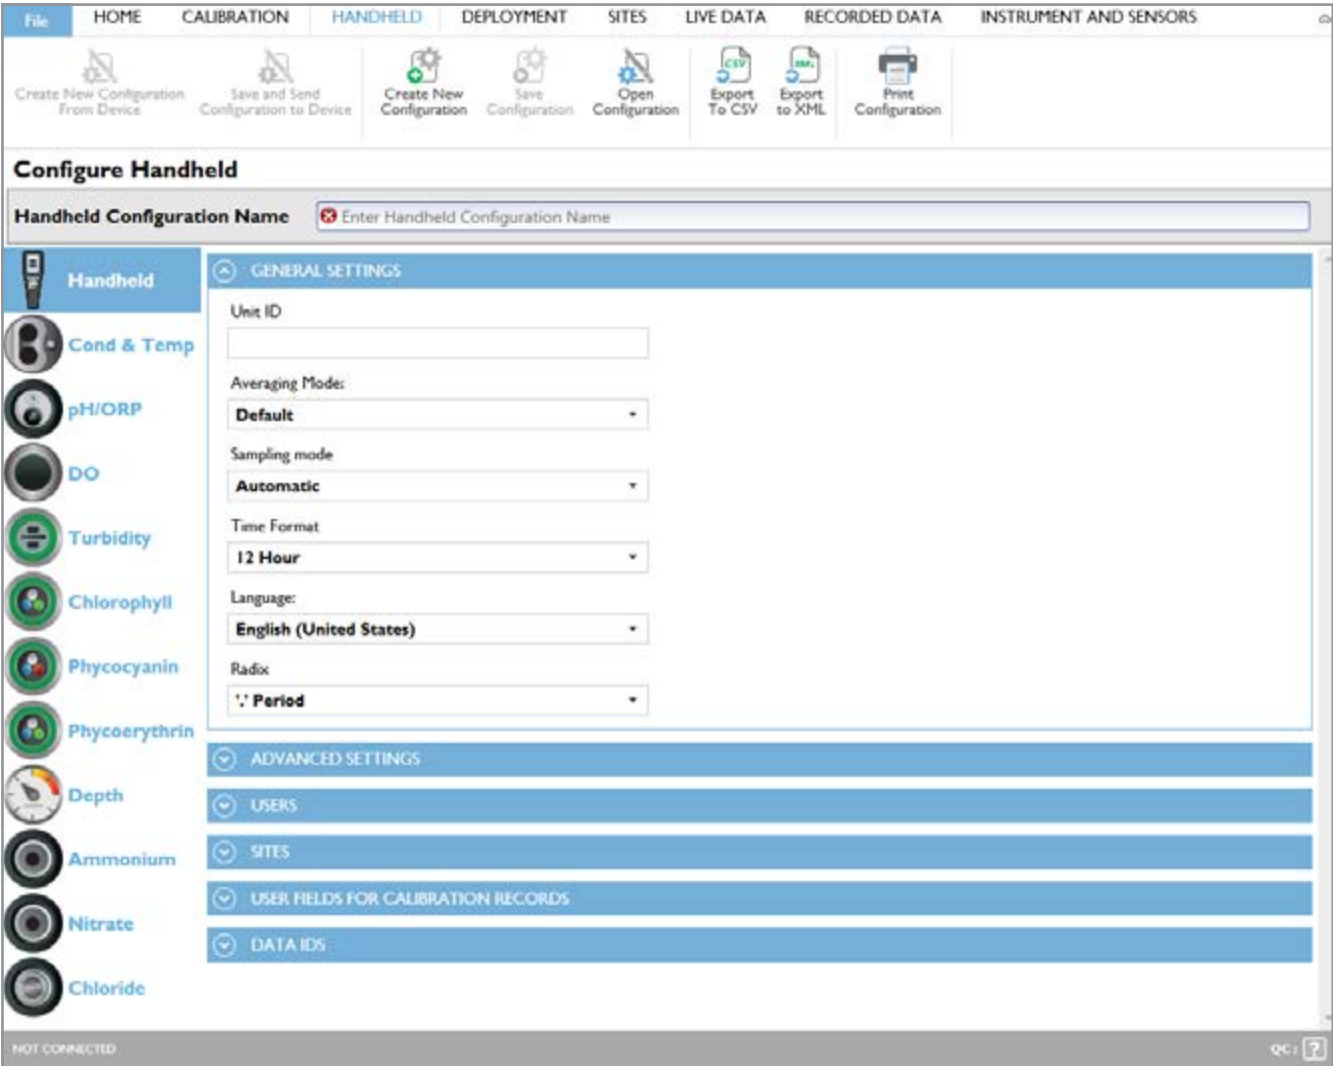 File HOME CALIBRATION HANDHELD DEPLOYMENT SITES LIVE DATA RECORDED DATA INSTRUMENT AND SENSORS
Create New Configuration From Device
Save and Send Configuration to Device
Create New Configuration
Save Configuration
Open Configuration
Export To CSV
Export to XML
Print Configuration
Configure Handheld
Handheld Configuration Name Enter Handheld Configuration Name
Handheld
Cond & Temp
pH/ORP
DO
Turbidity
Chlorophyll
Phycocyanin
Phycoerythrin
Depth
Ammonium
Nitrate
Chloride
GENERAL SETTINGS
Unit ID
Averaging Mode:
Default
Sampling mode
Automatic
Time Format
12 Hour
Language:
English (United States)
Radix
'.' Period
ADVANCED SETTINGS
USERS
SITES
USER FIELDS FOR CALIBRATION RECORDS
DATA IDS
NOT CONNECTED
QC: ?